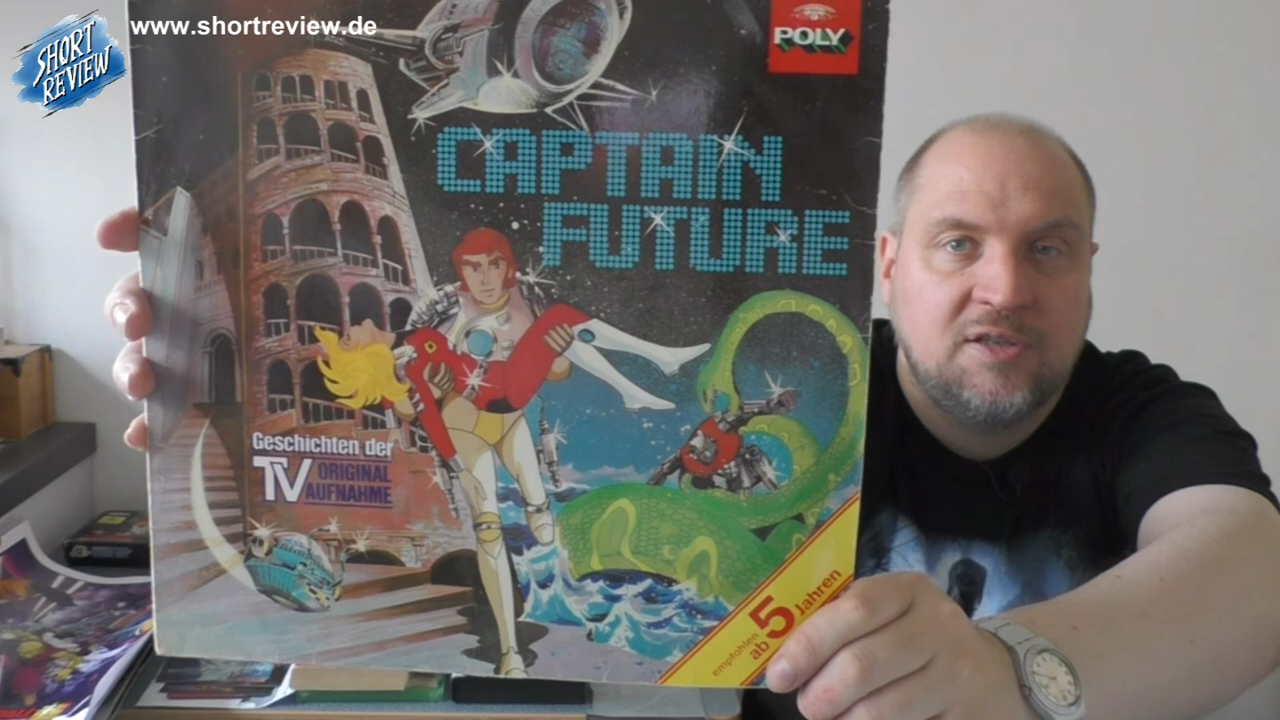 SHORT
REVIEW
www.shortreview.de
POLY
CAPTAIN
FUTURE
Geschichten der
TV ORIGINAL
AUFNAHME
empfohlen
ab 5 Jahren